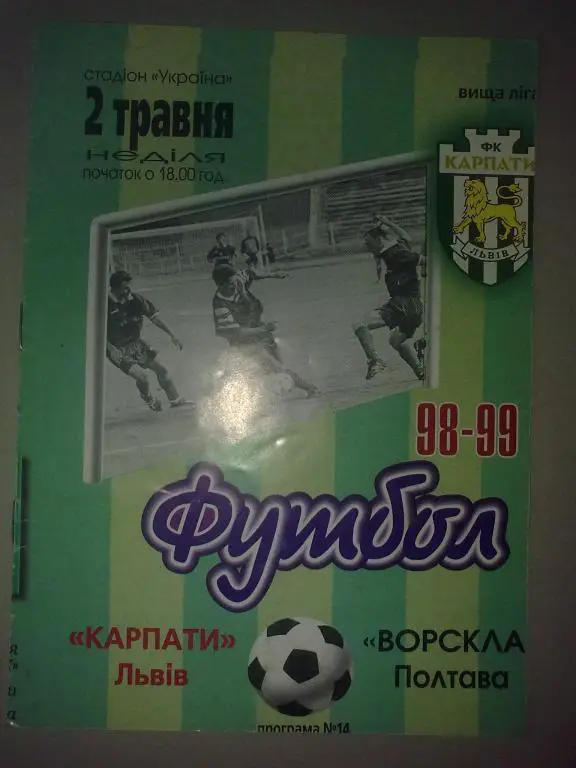 стадіон «Україна»
2 травня
неділя
початок о 18.00 год.
вища ліга
ФК
КАРПАТИ
ЛЬВІВ
98-99
Футбол
«КАРПАТИ»
Львів
«ВОРСКЛА
Полтава
програма №14